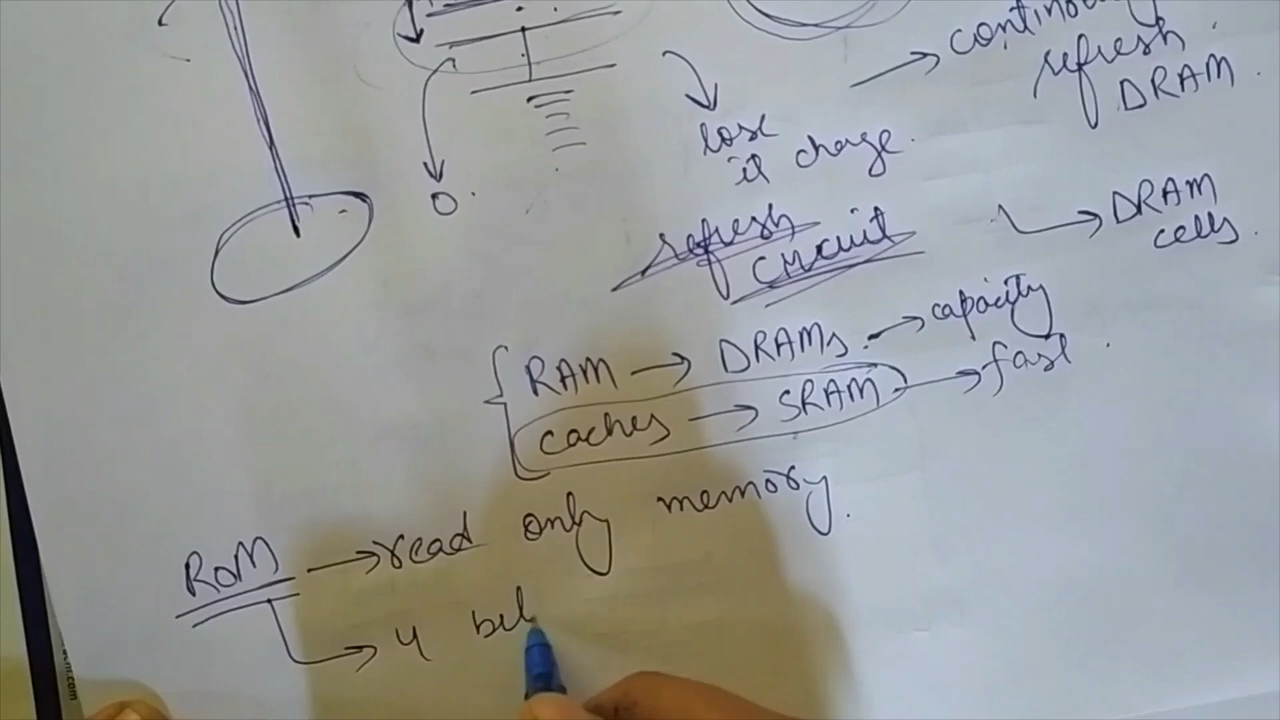 continously
refresh
DRAM.
lose
it charge.
O.
refresh
circuit
DRAM
cells.
RAM → DRAMs. → capacity
caches → SRAM → fast.
ROM → read only memory.
→ 4 bit